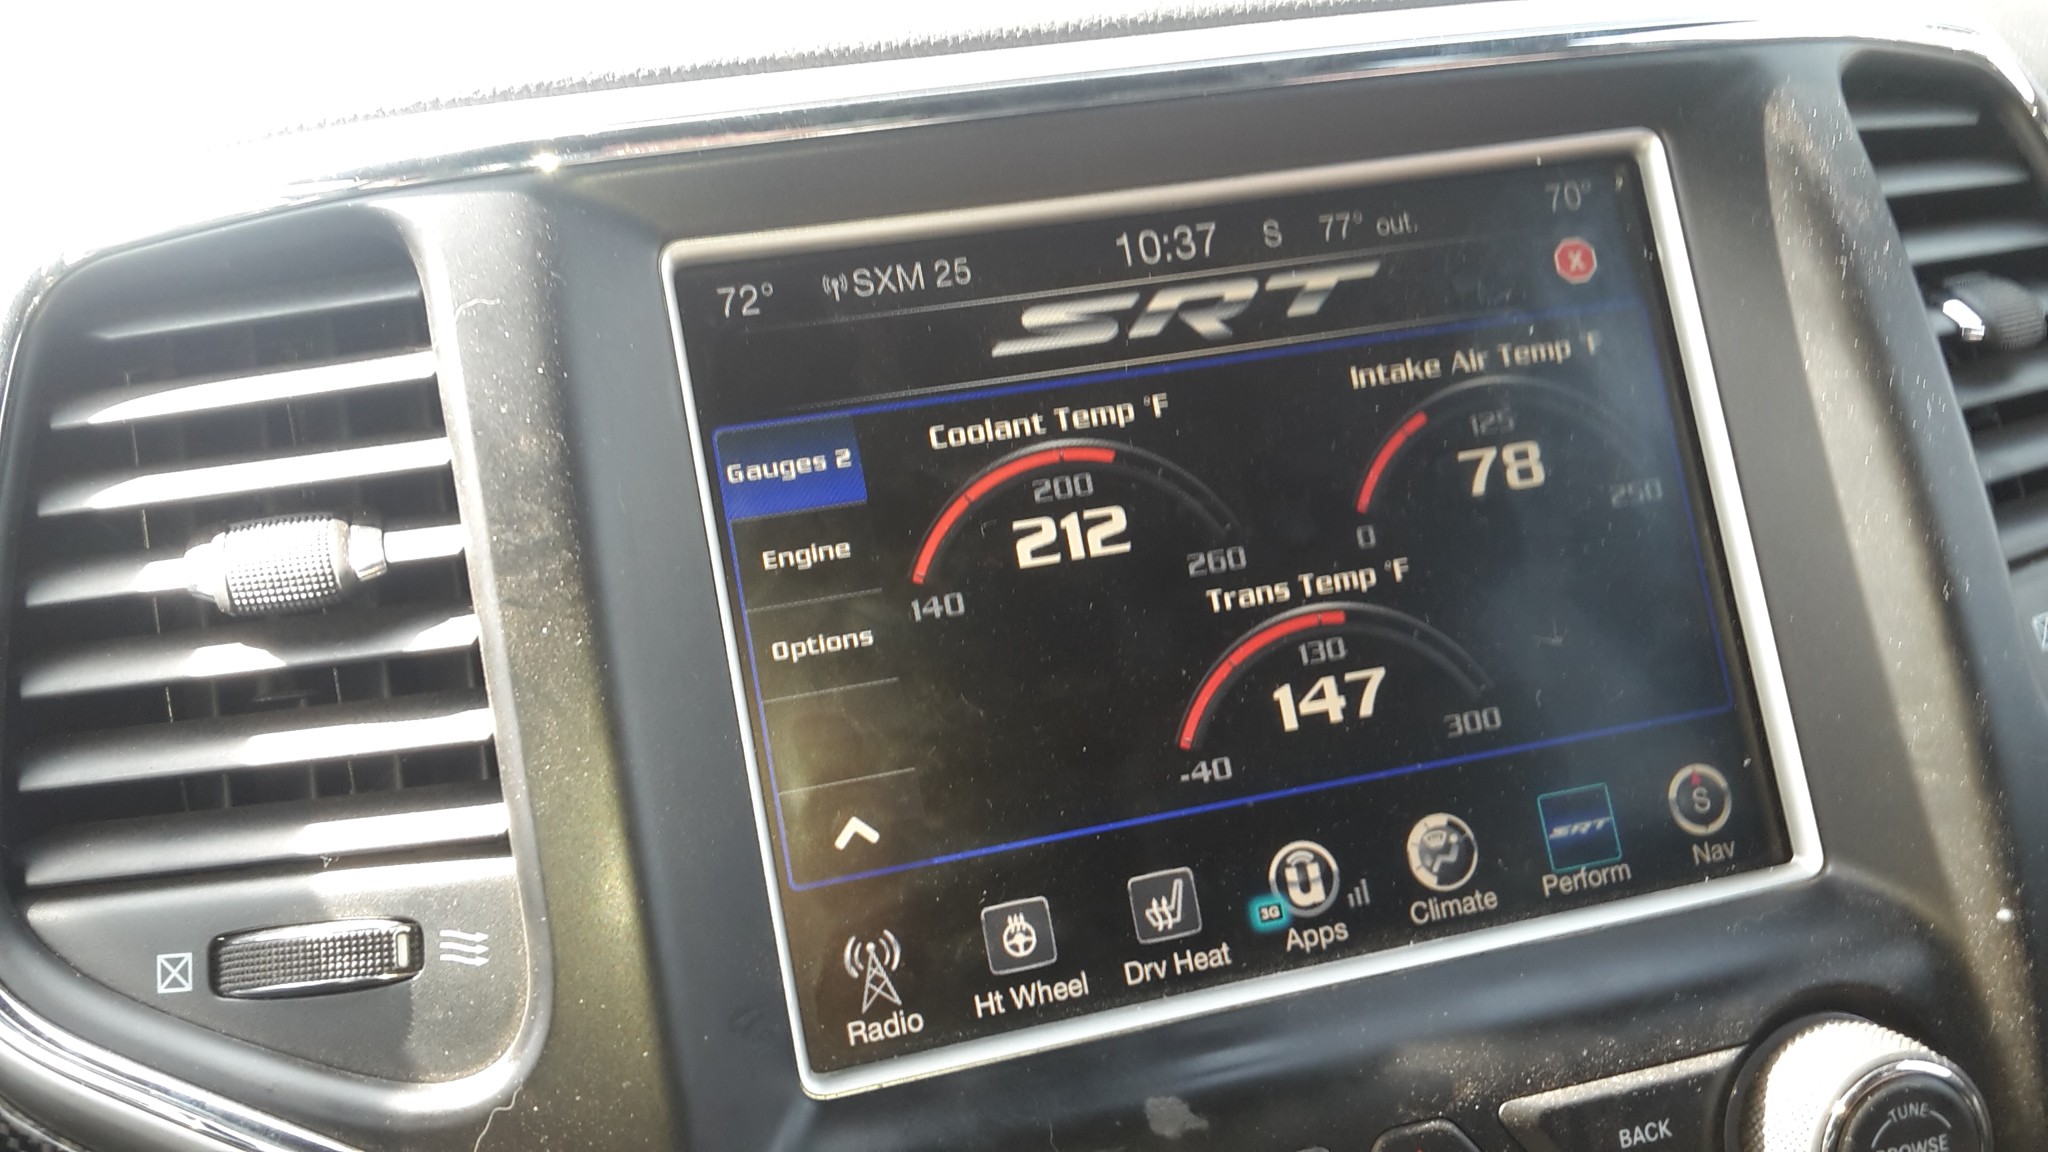 72° SXM 25 10:37 S 77° out. 70°
SRT
X
Gauges 2
Engine
Options
Coolant Temp °F
200
212
140 260
Intake Air Temp °F
125
78
0 250
Trans Temp °F
130
147
-40 300
Radio
Ht Wheel
Drv Heat
3G
Apps
Climate
SRT
Perform
S
Nav
BACK
TUNE
BROWSE